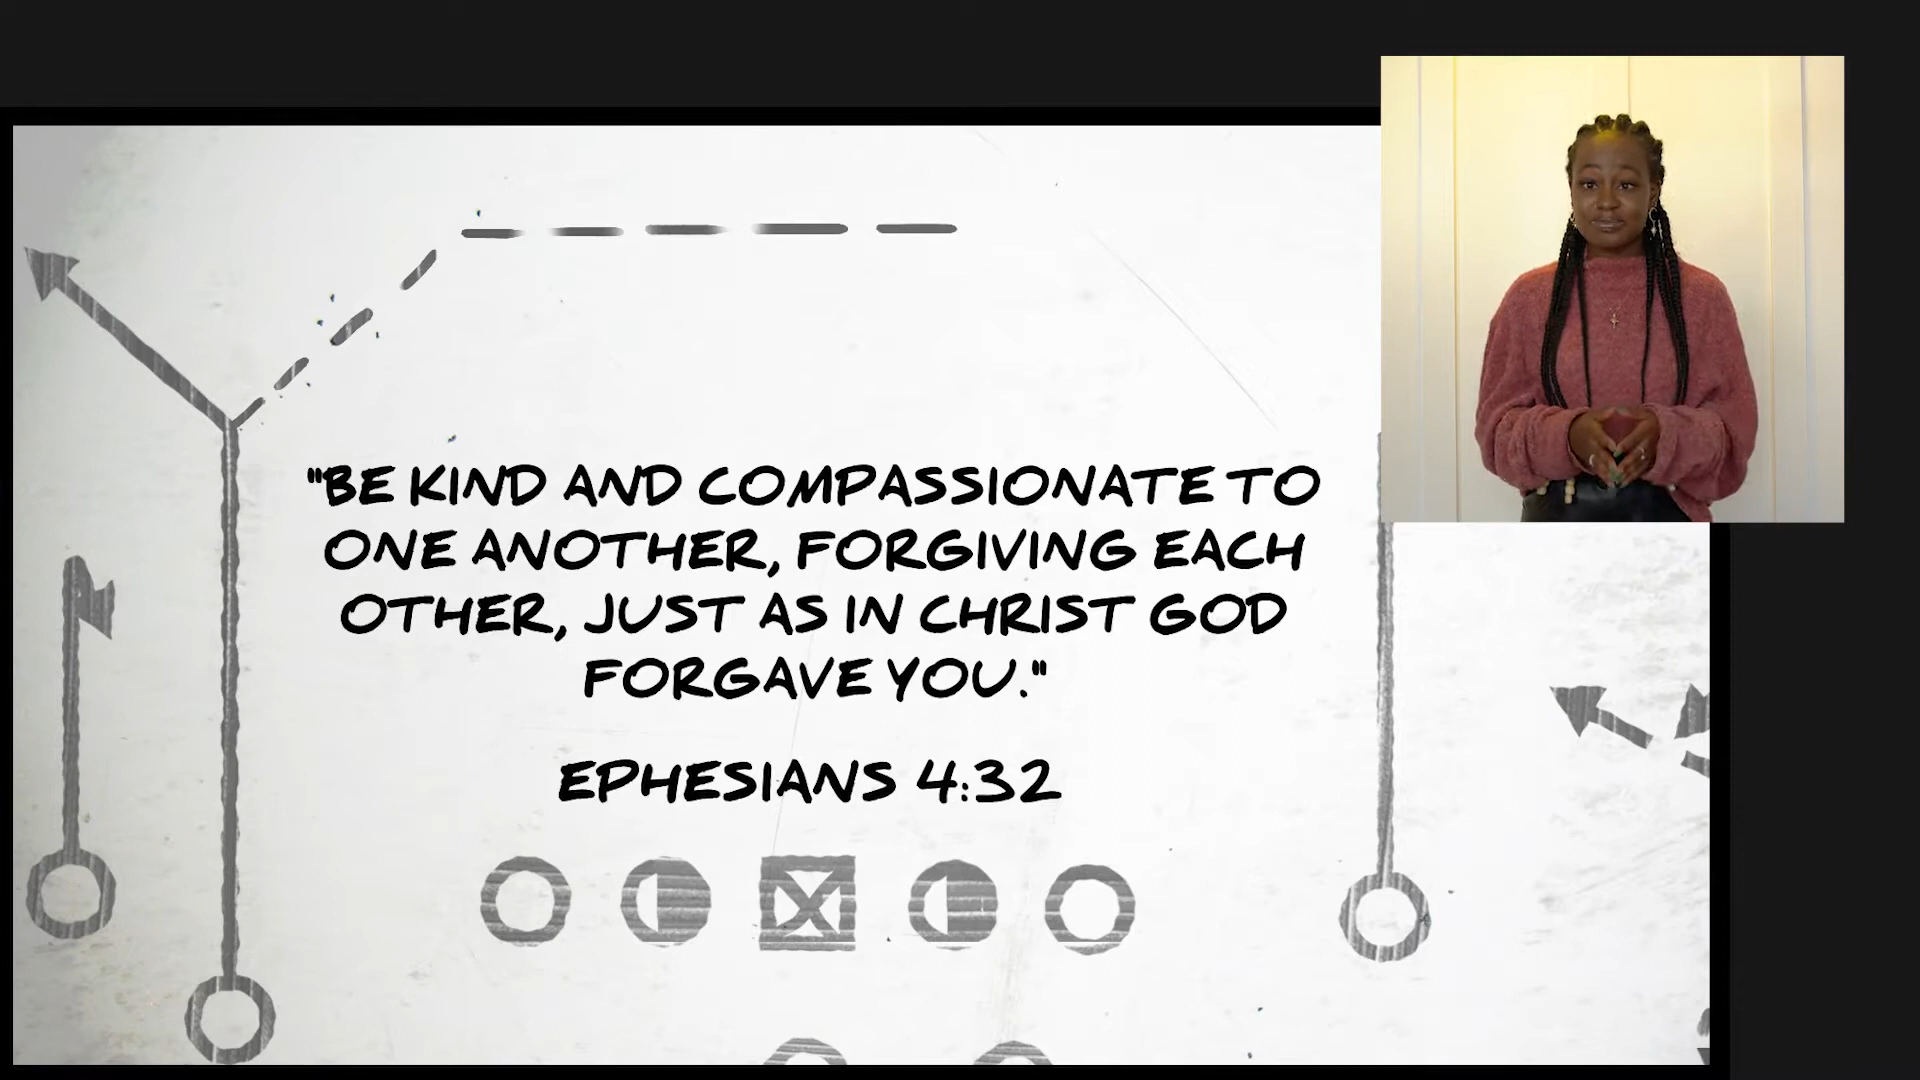 "BE KIND AND COMPASSIONATE TO
ONE ANOTHER, FORGIVING EACH
OTHER, JUST AS IN CHRIST GOD
FORGAVE YOU."
EPHESIANS 4:32